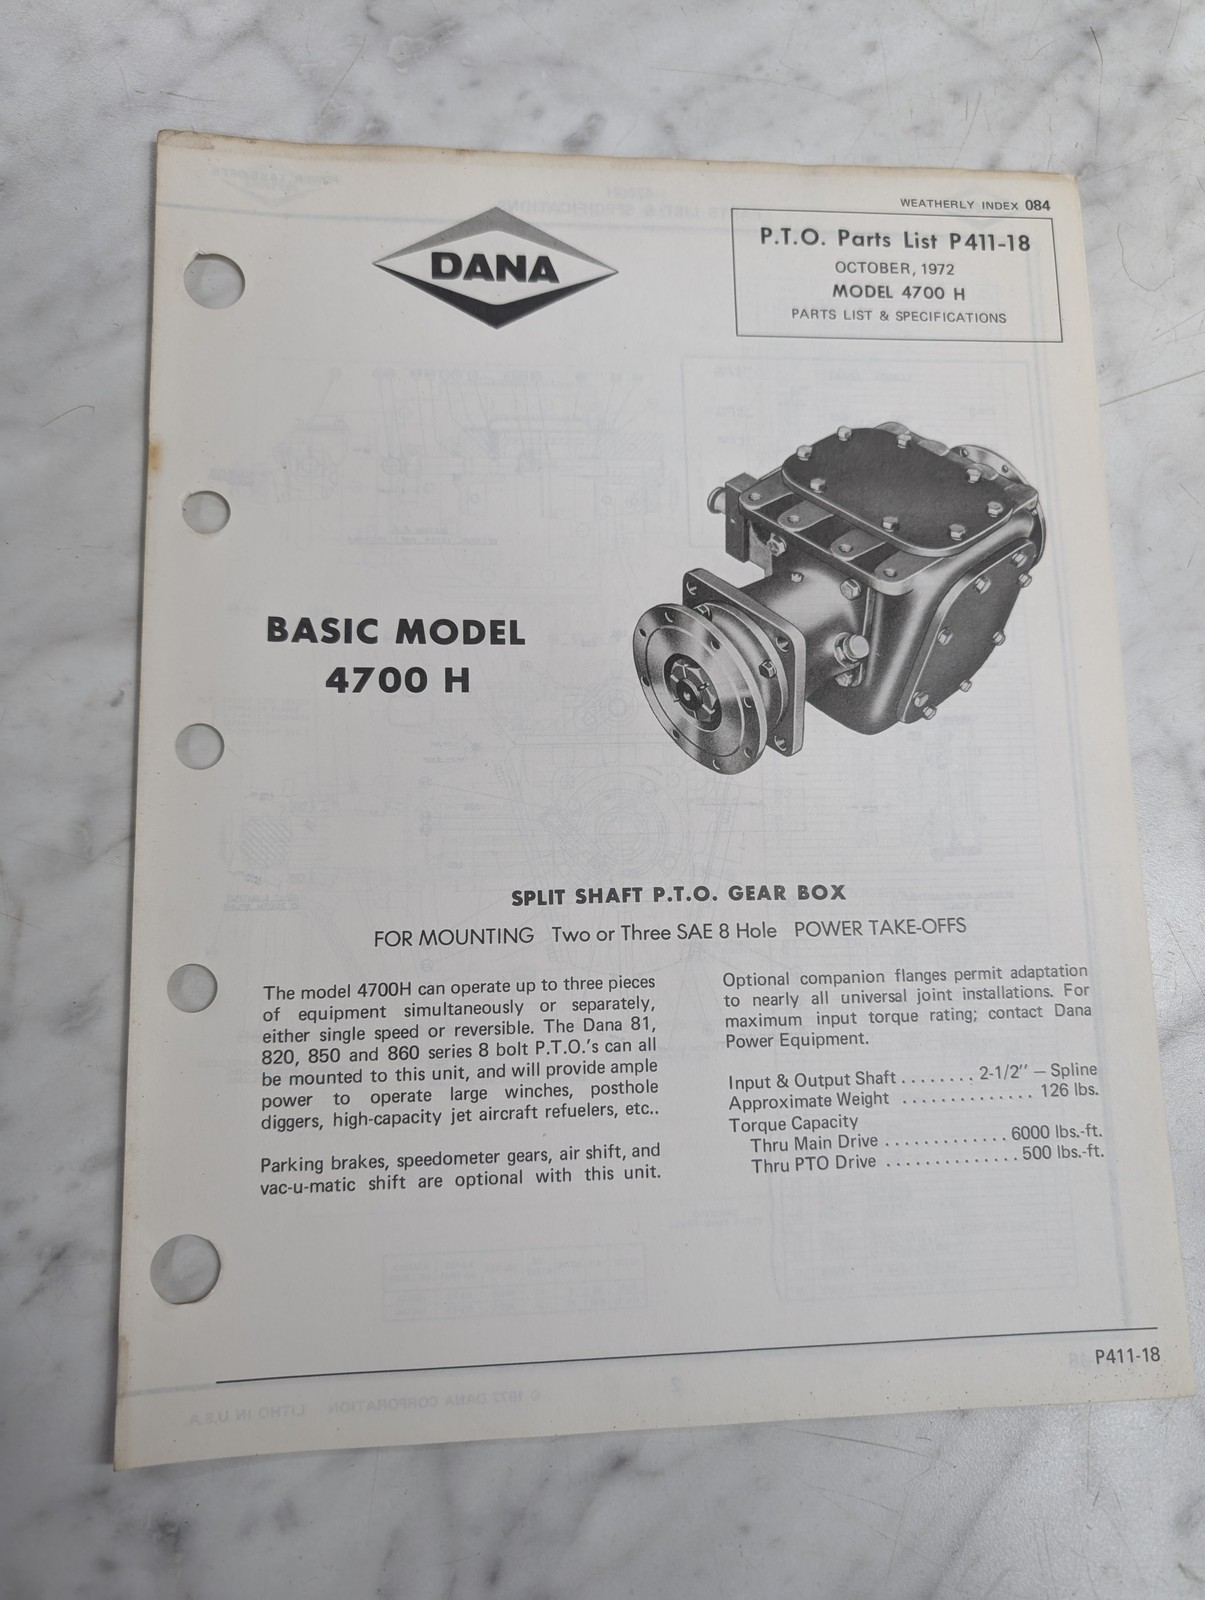 WEATHERLY INDEX 084
P.T.O. Parts List P411-18
OCTOBER, 1972
MODEL 4700 H
PARTS LIST & SPECIFICATIONS
DANA
BASIC MODEL
4700 H
SPLIT SHAFT P.T.O. GEAR BOX
FOR MOUNTING Two or Three SAE 8 Hole POWER TAKE-OFFS
The model 4700H can operate up to three pieces
of equipment simultaneously or separately,
either single speed or reversible. The Dana 81,
820, 850 and 860 series 8 bolt P.T.O.'s can all
be mounted to this unit, and will provide ample
power to operate large winches, posthole
diggers, high-capacity jet aircraft refuelers, etc..
Parking brakes, speedometer gears, air shift, and
vac-u-matic shift are optional with this unit.
Optional companion flanges permit adaptation
to nearly all universal joint installations. For
maximum input torque rating; contact Dana
Power Equipment.
Input & Output Shaft ........ 2-1/2″ — Spline
Approximate Weight .............. 126 lbs.
Torque Capacity
Thru Main Drive ............. 6000 lbs.-ft.
Thru PTO Drive .............. 500 lbs.-ft.
P411-18
2
© 1972 DANA CORPORATION LITHO IN U.S.A.